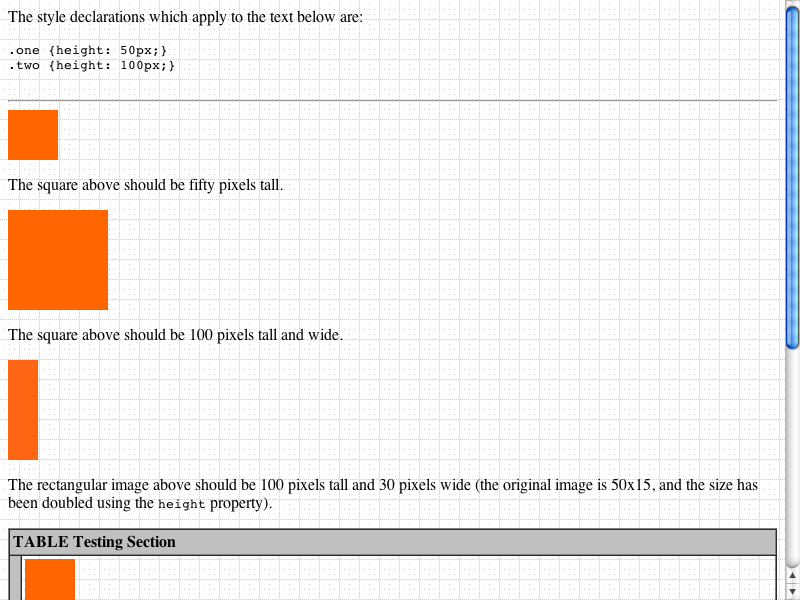 The style declarations which apply to the text below are:
.one {height: 50px;}
.two {height: 100px;}
The square above should be fifty pixels tall.
The square above should be 100 pixels tall and wide.
The rectangular image above should be 100 pixels tall and 30 pixels wide (the original image is 50x15, and the size has
been doubled using the height property).
TABLE Testing Section